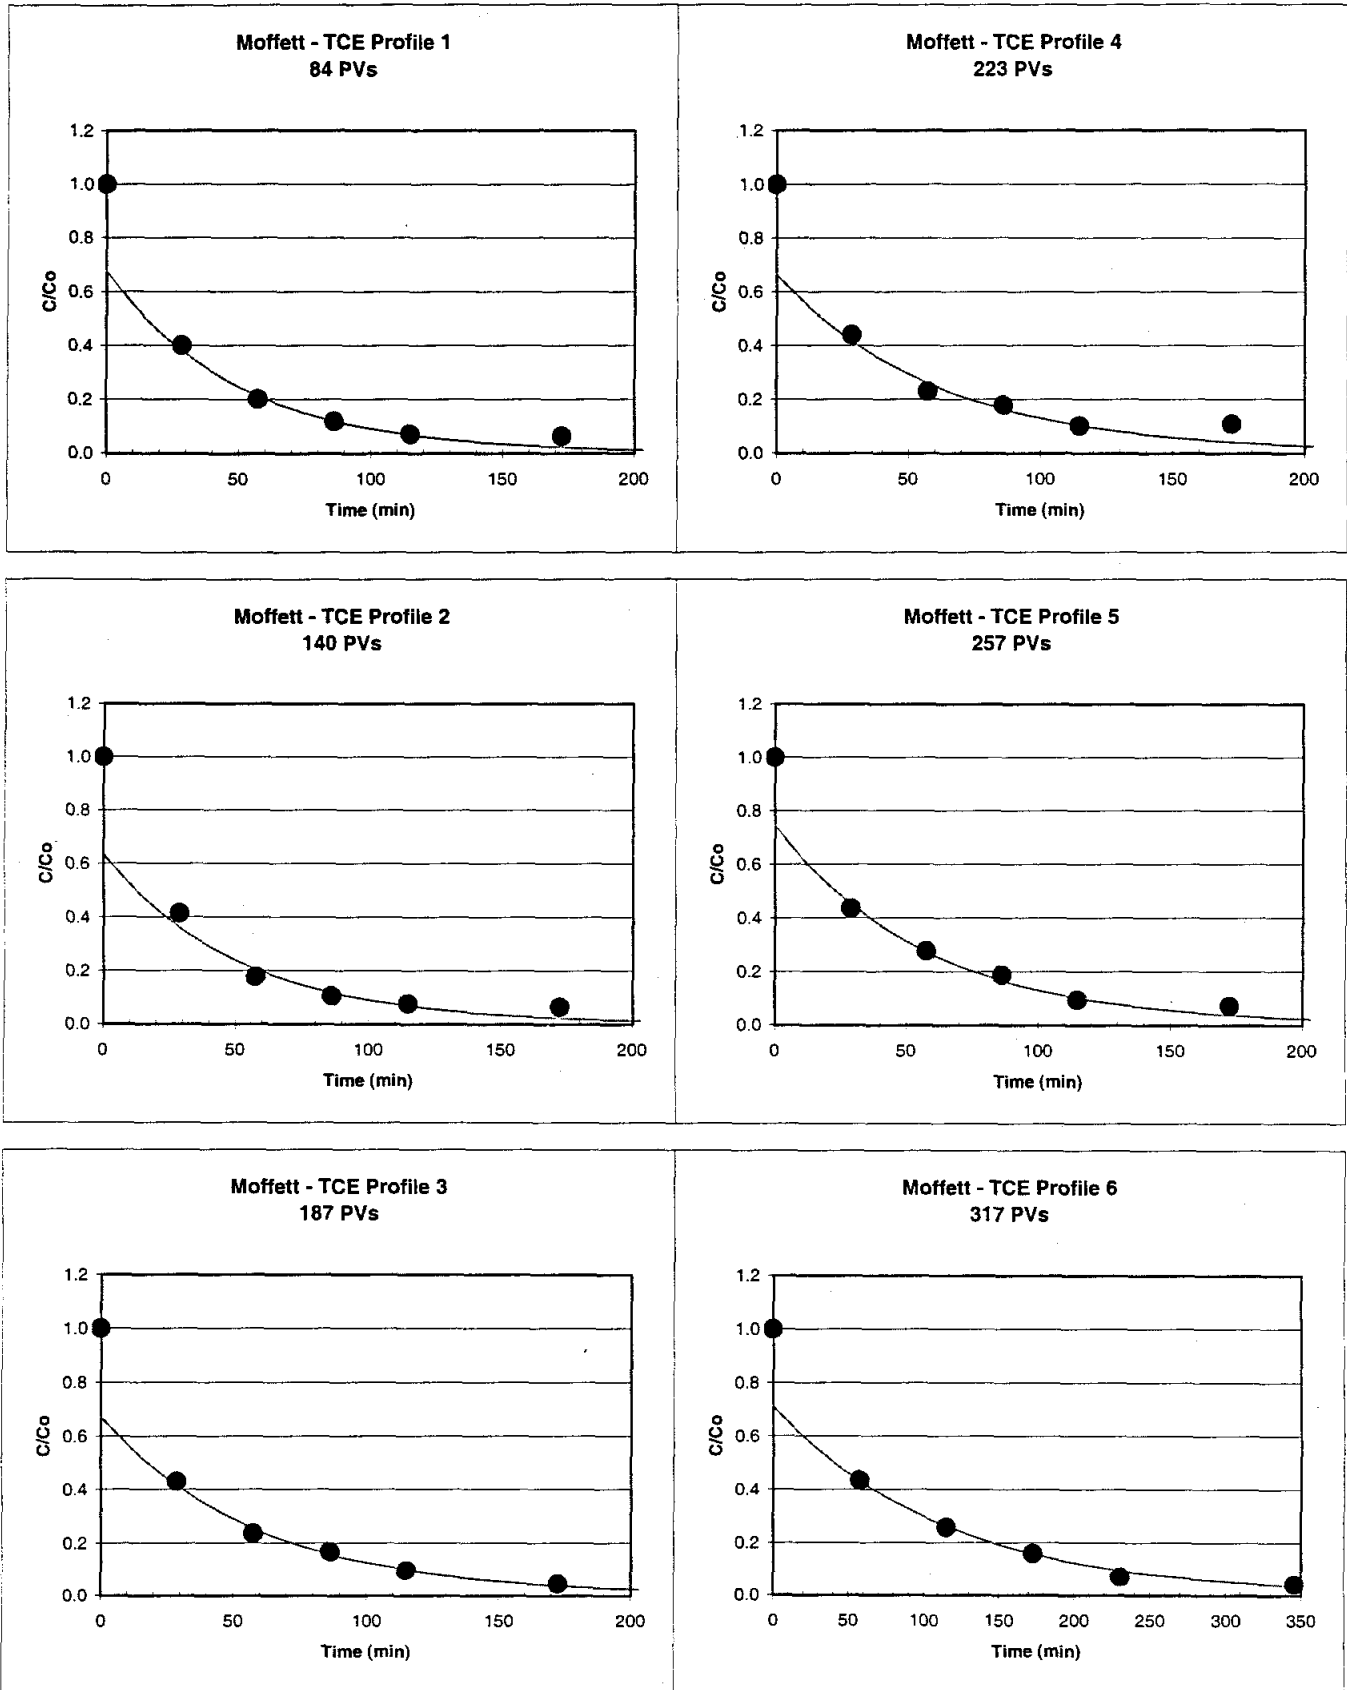 Moffett - TCE Profile 1
84 PVs
1.2
1.0
0.8
0.6
0.4
0.2
0.0
C/Co
0 50 100 150 200
Time (min)
Moffett - TCE Profile 4
223 PVs
1.2
1.0
0.8
0.6
0.4
0.2
0.0
C/Co
0 50 100 150 200
Time (min)
Moffett - TCE Profile 2
140 PVs
1.2
1.0
0.8
0.6
0.4
0.2
0.0
C/Co
0 50 100 150 200
Time (min)
Moffett - TCE Profile 5
257 PVs
1.2
1.0
0.8
0.6
0.4
0.2
0.0
C/Co
0 50 100 150 200
Time (min)
Moffett - TCE Profile 3
187 PVs
1.2
1.0
0.8
0.6
0.4
0.2
0.0
C/Co
0 50 100 150 200
Time (min)
Moffett - TCE Profile 6
317 PVs
1.2
1.0
0.8
0.6
0.4
0.2
0.0
C/Co
0 50 100 150 200 250 300 350
Time (min)